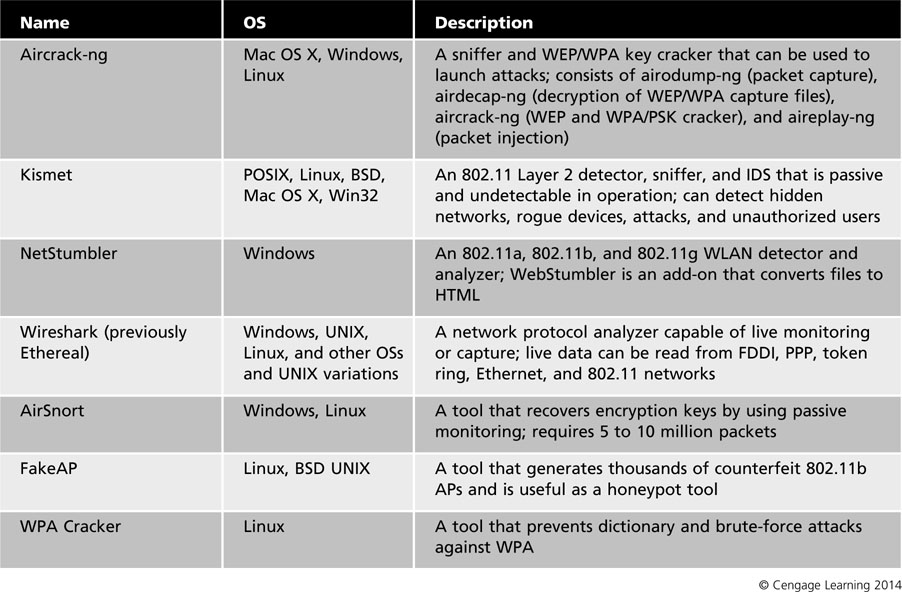 Name OS Description
Aircrack-ng Mac OS X, Windows, A sniffer and WEP/WPA key cracker that can be used to
Linux launch attacks; consists of airodump-ng (packet capture),
airdecap-ng (decryption of WEP/WPA capture files),
aircrack-ng (WEP and WPA/PSK cracker), and aireplay-ng
(packet injection)
Kismet POSIX, Linux, BSD, An 802.11 Layer 2 detector, sniffer, and IDS that is passive
Mac OS X, Win32 and undetectable in operation; can detect hidden
networks, rogue devices, attacks, and unauthorized users
NetStumbler Windows An 802.11a, 802.11b, and 802.11g WLAN detector and
analyzer; WebStumbler is an add-on that converts files to
HTML
Wireshark (previously Windows, UNIX, A network protocol analyzer capable of live monitoring
Ethereal) Linux, and other OSs or capture; live data can be read from FDDI, PPP, token
and UNIX variations ring, Ethernet, and 802.11 networks
AirSnort Windows, Linux A tool that recovers encryption keys by using passive
monitoring; requires 5 to 10 million packets
FakeAP Linux, BSD UNIX A tool that generates thousands of counterfeit 802.11b
APs and is useful as a honeypot tool
WPA Cracker Linux A tool that prevents dictionary and brute-force attacks
against WPA
© Cengage Learning 2014